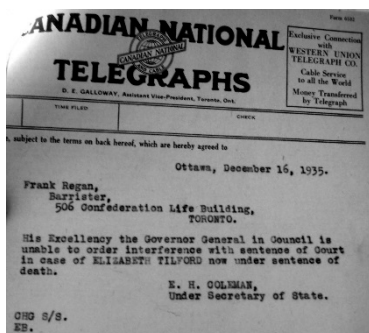 Form 6102
CANADIAN NATIONAL
TELEGRAPHS
CANADIAN NATIONAL
D. E. GALLOWAY, Assistant Vice-President, Toronto, Ont.
Exclusive Connection
with
WESTERN UNION
TELEGRAPH CO.
Cable Service
to all the World
Money Transferred
by Telegraph
TIME FILED
CHECK
, subject to the terms on back hereof, which are hereby agreed to
Ottawa, December 16, 1935.
Frank Regan,
Barrister,
506 Confederation Life Building,
TORONTO.
His Excellency the Governor General in Council is
unable to order interference with sentence of Court
in case of ELIZABETH TILFORD now under sentence of
death.
E. H. COLEMAN,
Under Secretary of State.
CHG S/S.
EB.